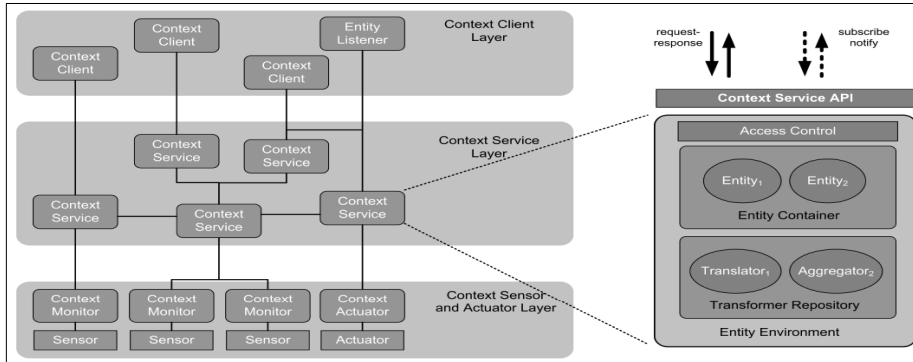 Context Client
Layer
Context
Client
Context
Client
Context
Client
Entity
Listener
Context Service
Layer
Context
Service
Context
Service
Context
Service
Context
Service
Context
Service
Context Sensor
and Actuator Layer
Context
Monitor
Context
Monitor
Context
Monitor
Context
Actuator
Sensor
Sensor
Sensor
Actuator
request-
response
subscribe
notify
Context Service API
Access Control
Entity1
Entity2
Entity Container
Translator1
Aggregator2
Transformer Repository
Entity Environment